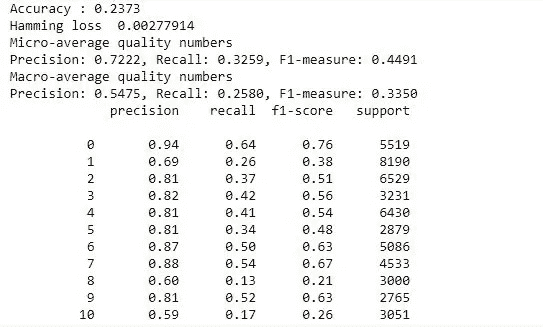 Accuracy : 0.2373
Hamming loss 0.00277914
Micro-average quality numbers
Precision: 0.7222, Recall: 0.3259, F1-measure: 0.4491
Macro-average quality numbers
Precision: 0.5475, Recall: 0.2580, F1-measure: 0.3350
precision recall f1-score support
0 0.94 0.64 0.76 5519
1 0.69 0.26 0.38 8190
2 0.81 0.37 0.51 6529
3 0.82 0.42 0.56 3231
4 0.81 0.41 0.54 6430
5 0.81 0.34 0.48 2879
6 0.87 0.50 0.63 5086
7 0.88 0.54 0.67 4533
8 0.60 0.13 0.21 3000
9 0.81 0.52 0.63 2765
10 0.59 0.17 0.26 3051